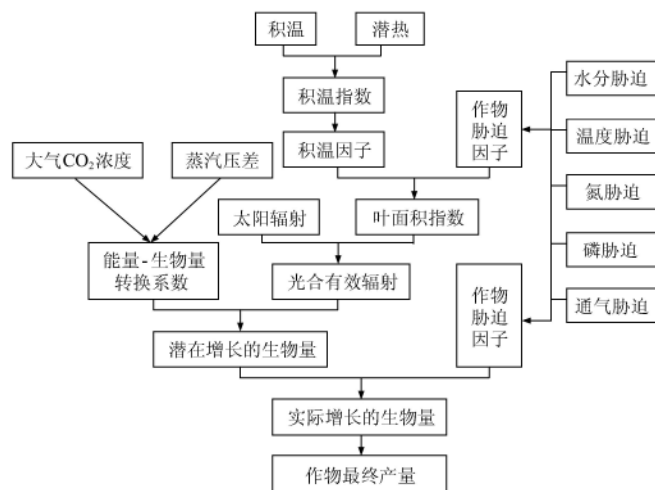 积温
潜热
积温指数
作物
胁迫
因子
水分胁迫
温度胁迫
氮胁迫
磷胁迫
通气胁迫
积温因子
大气CO₂浓度
蒸汽压差
太阳辐射
叶面积指数
能量-生物量
转换系数
光合有效辐射
作物
胁迫
因子
潜在增长的生物量
实际增长的生物量
作物最终产量